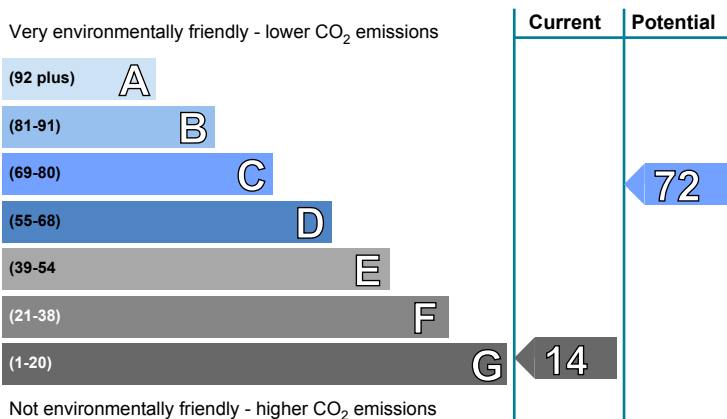 Current Potential
Very environmentally friendly - lower CO2 emissions
(92 plus) A
(81-91) B
(69-80) C
72
(55-68) D
(39-54 E
(21-38) F
(1-20) G
14
Not environmentally friendly - higher CO2 emissions